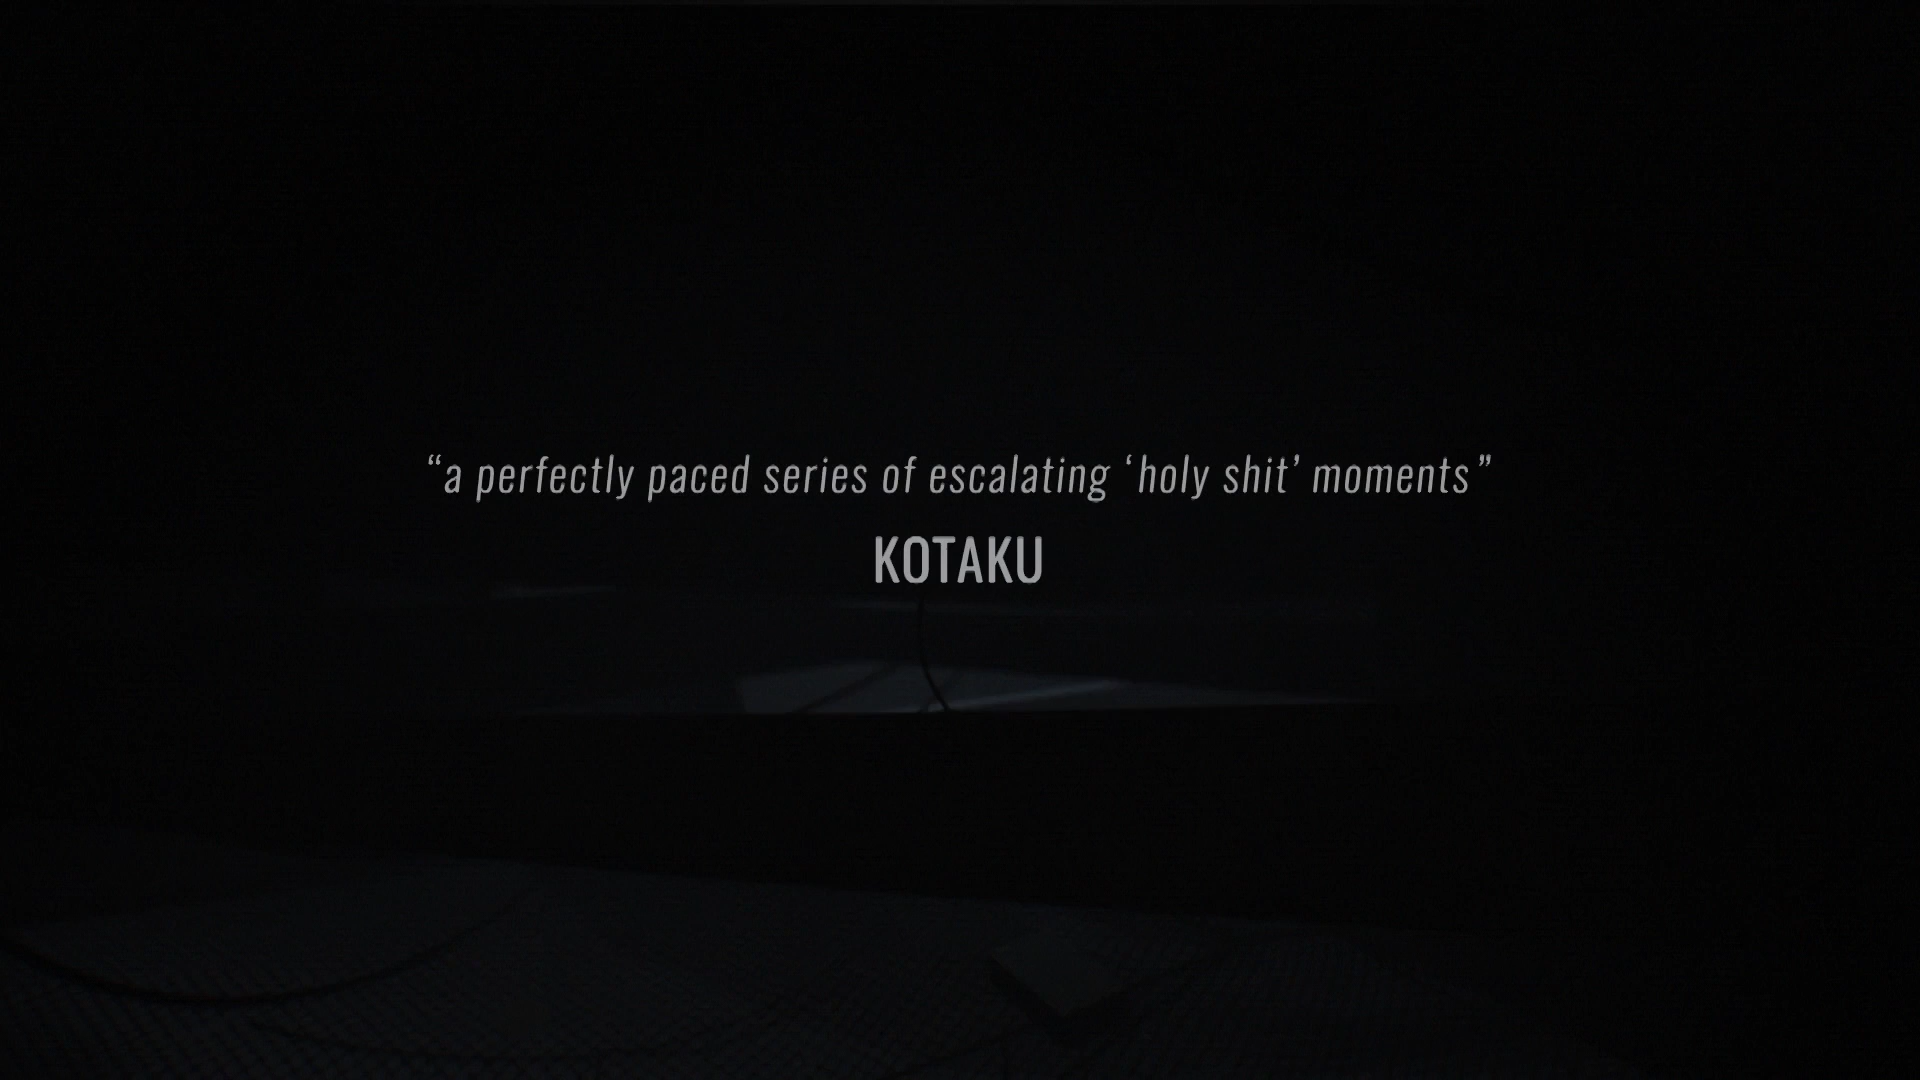 “a perfectly paced series of escalating ‘holy shit’ moments”
KOTAKU